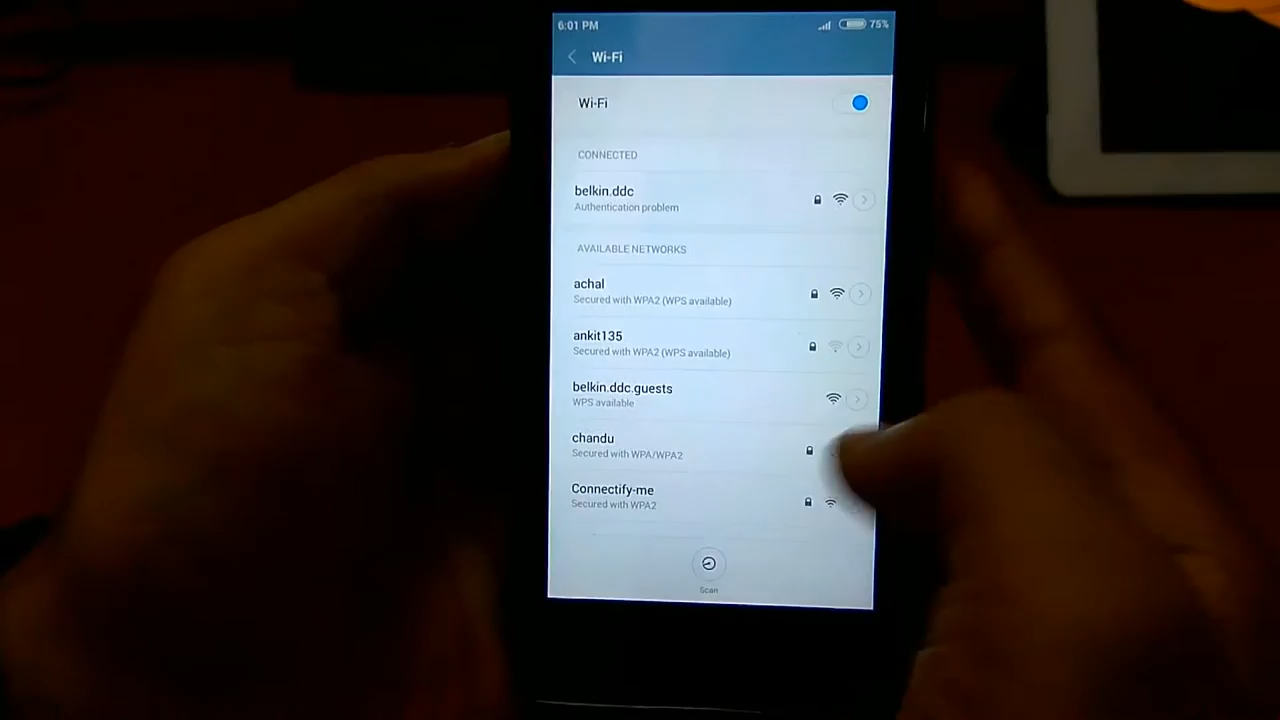 6:01 PM 75%
Wi-Fi
Wi-Fi
CONNECTED
belkin.ddc
Authentication problem
AVAILABLE NETWORKS
achal
Secured with WPA2 (WPS available)
ankit135
Secured with WPA2 (WPS available)
belkin.ddc.guests
WPS available
chandu
Secured with WPA/WPA2
Connectify-me
Secured with WPA2
Scan